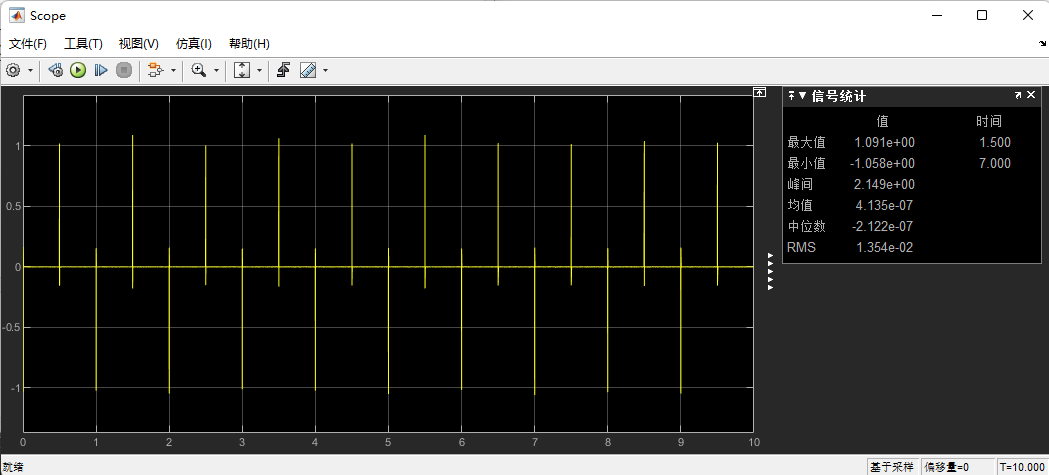 Scope
文件(F) 工具(T) 视图(V) 仿真(I) 帮助(H)
信号统计
值 时间
最大值 1.091e+00 1.500
最小值 -1.058e+00 7.000
峰间 2.149e+00
均值 4.135e-07
中位数 -2.122e-07
RMS 1.354e-02
1
0.5
0
-0.5
-1
0 1 2 3 4 5 6 7 8 9 10
就绪 基于采样 偏移量=0 T=10.000